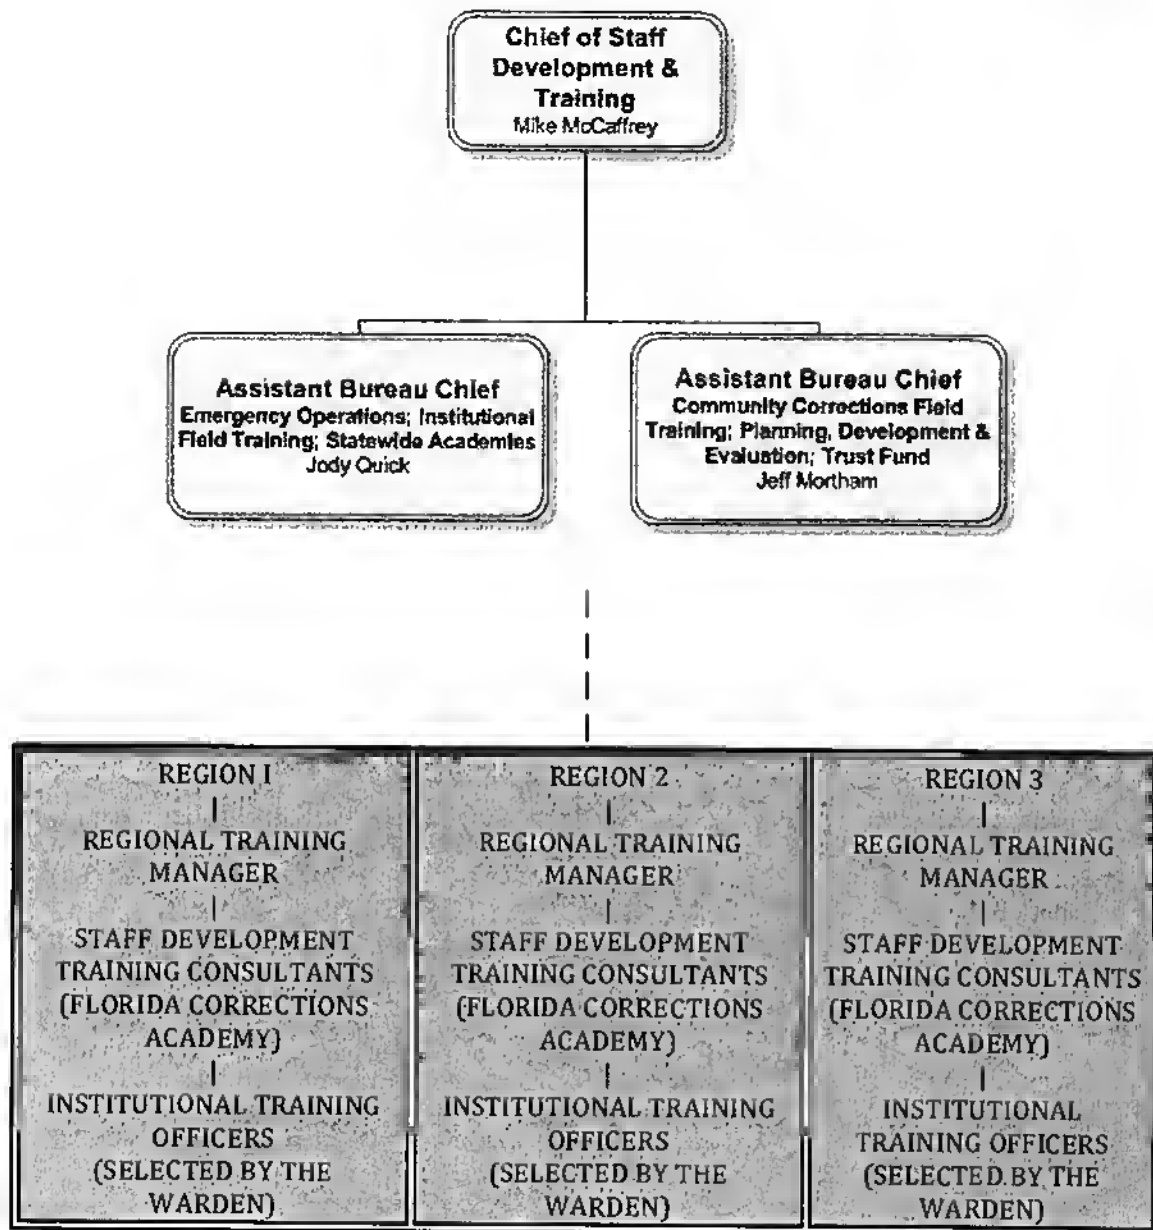 Chief of Staff
Development &
Training
Mike McCaffrey
Assistant Bureau Chief
Emergency Operations; Institutional
Field Training; Statewide Academies
Jody Quick
Assistant Bureau Chief
Community Corrections Field
Training; Planning, Development &
Evaluation; Trust Fund
Jeff Mortham
REGION I
REGIONAL TRAINING
MANAGER
STAFF DEVELOPMENT
TRAINING CONSULTANTS
(FLORIDA CORRECTIONS
ACADEMY)
INSTITUTIONAL TRAINING
OFFICERS
(SELECTED BY THE
WARDEN)
REGION 2
REGIONAL TRAINING
MANAGER
STAFF DEVELOPMENT
TRAINING CONSULTANTS
(FLORIDA CORRECTIONS
ACADEMY)
INSTITUTIONAL TRAINING
OFFICERS
(SELECTED BY THE
WARDEN)
REGION 3
REGIONAL TRAINING
MANAGER
STAFF DEVELOPMENT
TRAINING CONSULTANTS
(FLORIDA CORRECTIONS
ACADEMY)
INSTITUTIONAL
TRAINING OFFICERS
(SELECTED BY THE
WARDEN)